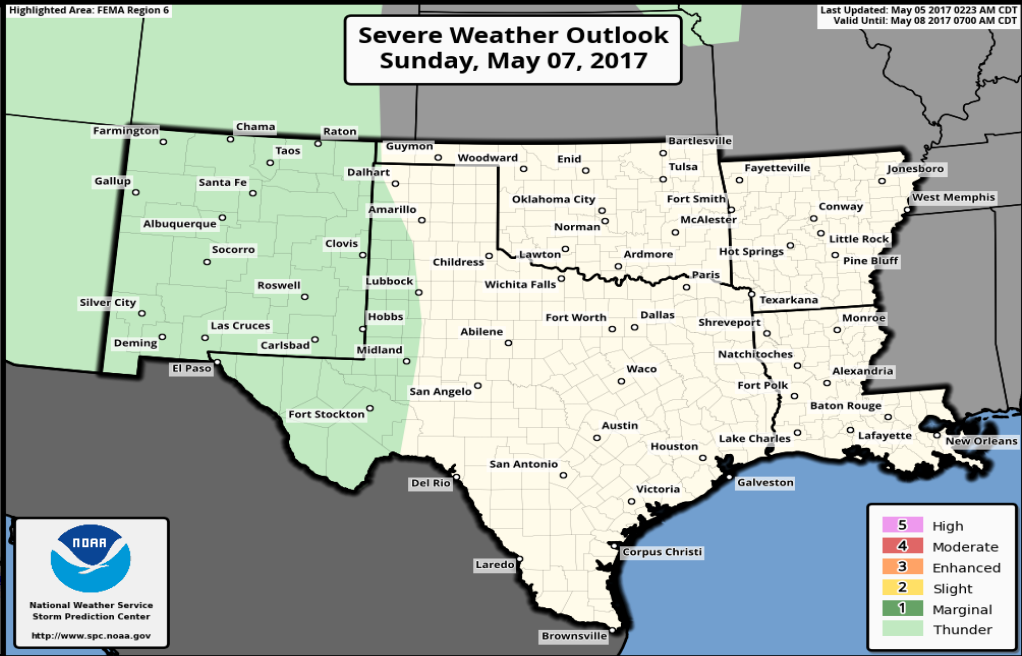 Highlighted Area: FEMA Region 6
Last Updated: May 05 2017 0223 AM CDT
Valid Until: May 08 2017 0700 AM CDT
Severe Weather Outlook
Sunday, May 07, 2017
Farmington
Chama
Raton
Taos
Guymon
Woodward
Enid
Bartlesville
Tulsa
Fayetteville
Jonesboro
Gallup
Santa Fe
Dalhart
Oklahoma City
Fort Smith
West Memphis
Albuquerque
Amarillo
Norman
McAlester
Conway
Socorro
Clovis
Childress
Lawton
Ardmore
Hot Springs
Little Rock
Pine Bluff
Roswell
Lubbock
Wichita Falls
Paris
Texarkana
Silver City
Las Cruces
Hobbs
Abilene
Fort Worth
Dallas
Shreveport
Monroe
Deming
Carlsbad
Midland
Natchitoches
El Paso
San Angelo
Waco
Fort Polk
Alexandria
Fort Stockton
Austin
Baton Rouge
Houston
Lake Charles
Lafayette
New Orleans
Del Rio
San Antonio
Victoria
Galveston
Laredo
Corpus Christi
Brownsville
NOAA
National Weather Service
Storm Prediction Center
http://www.spc.noaa.gov
5 High
4 Moderate
3 Enhanced
2 Slight
1 Marginal
Thunder